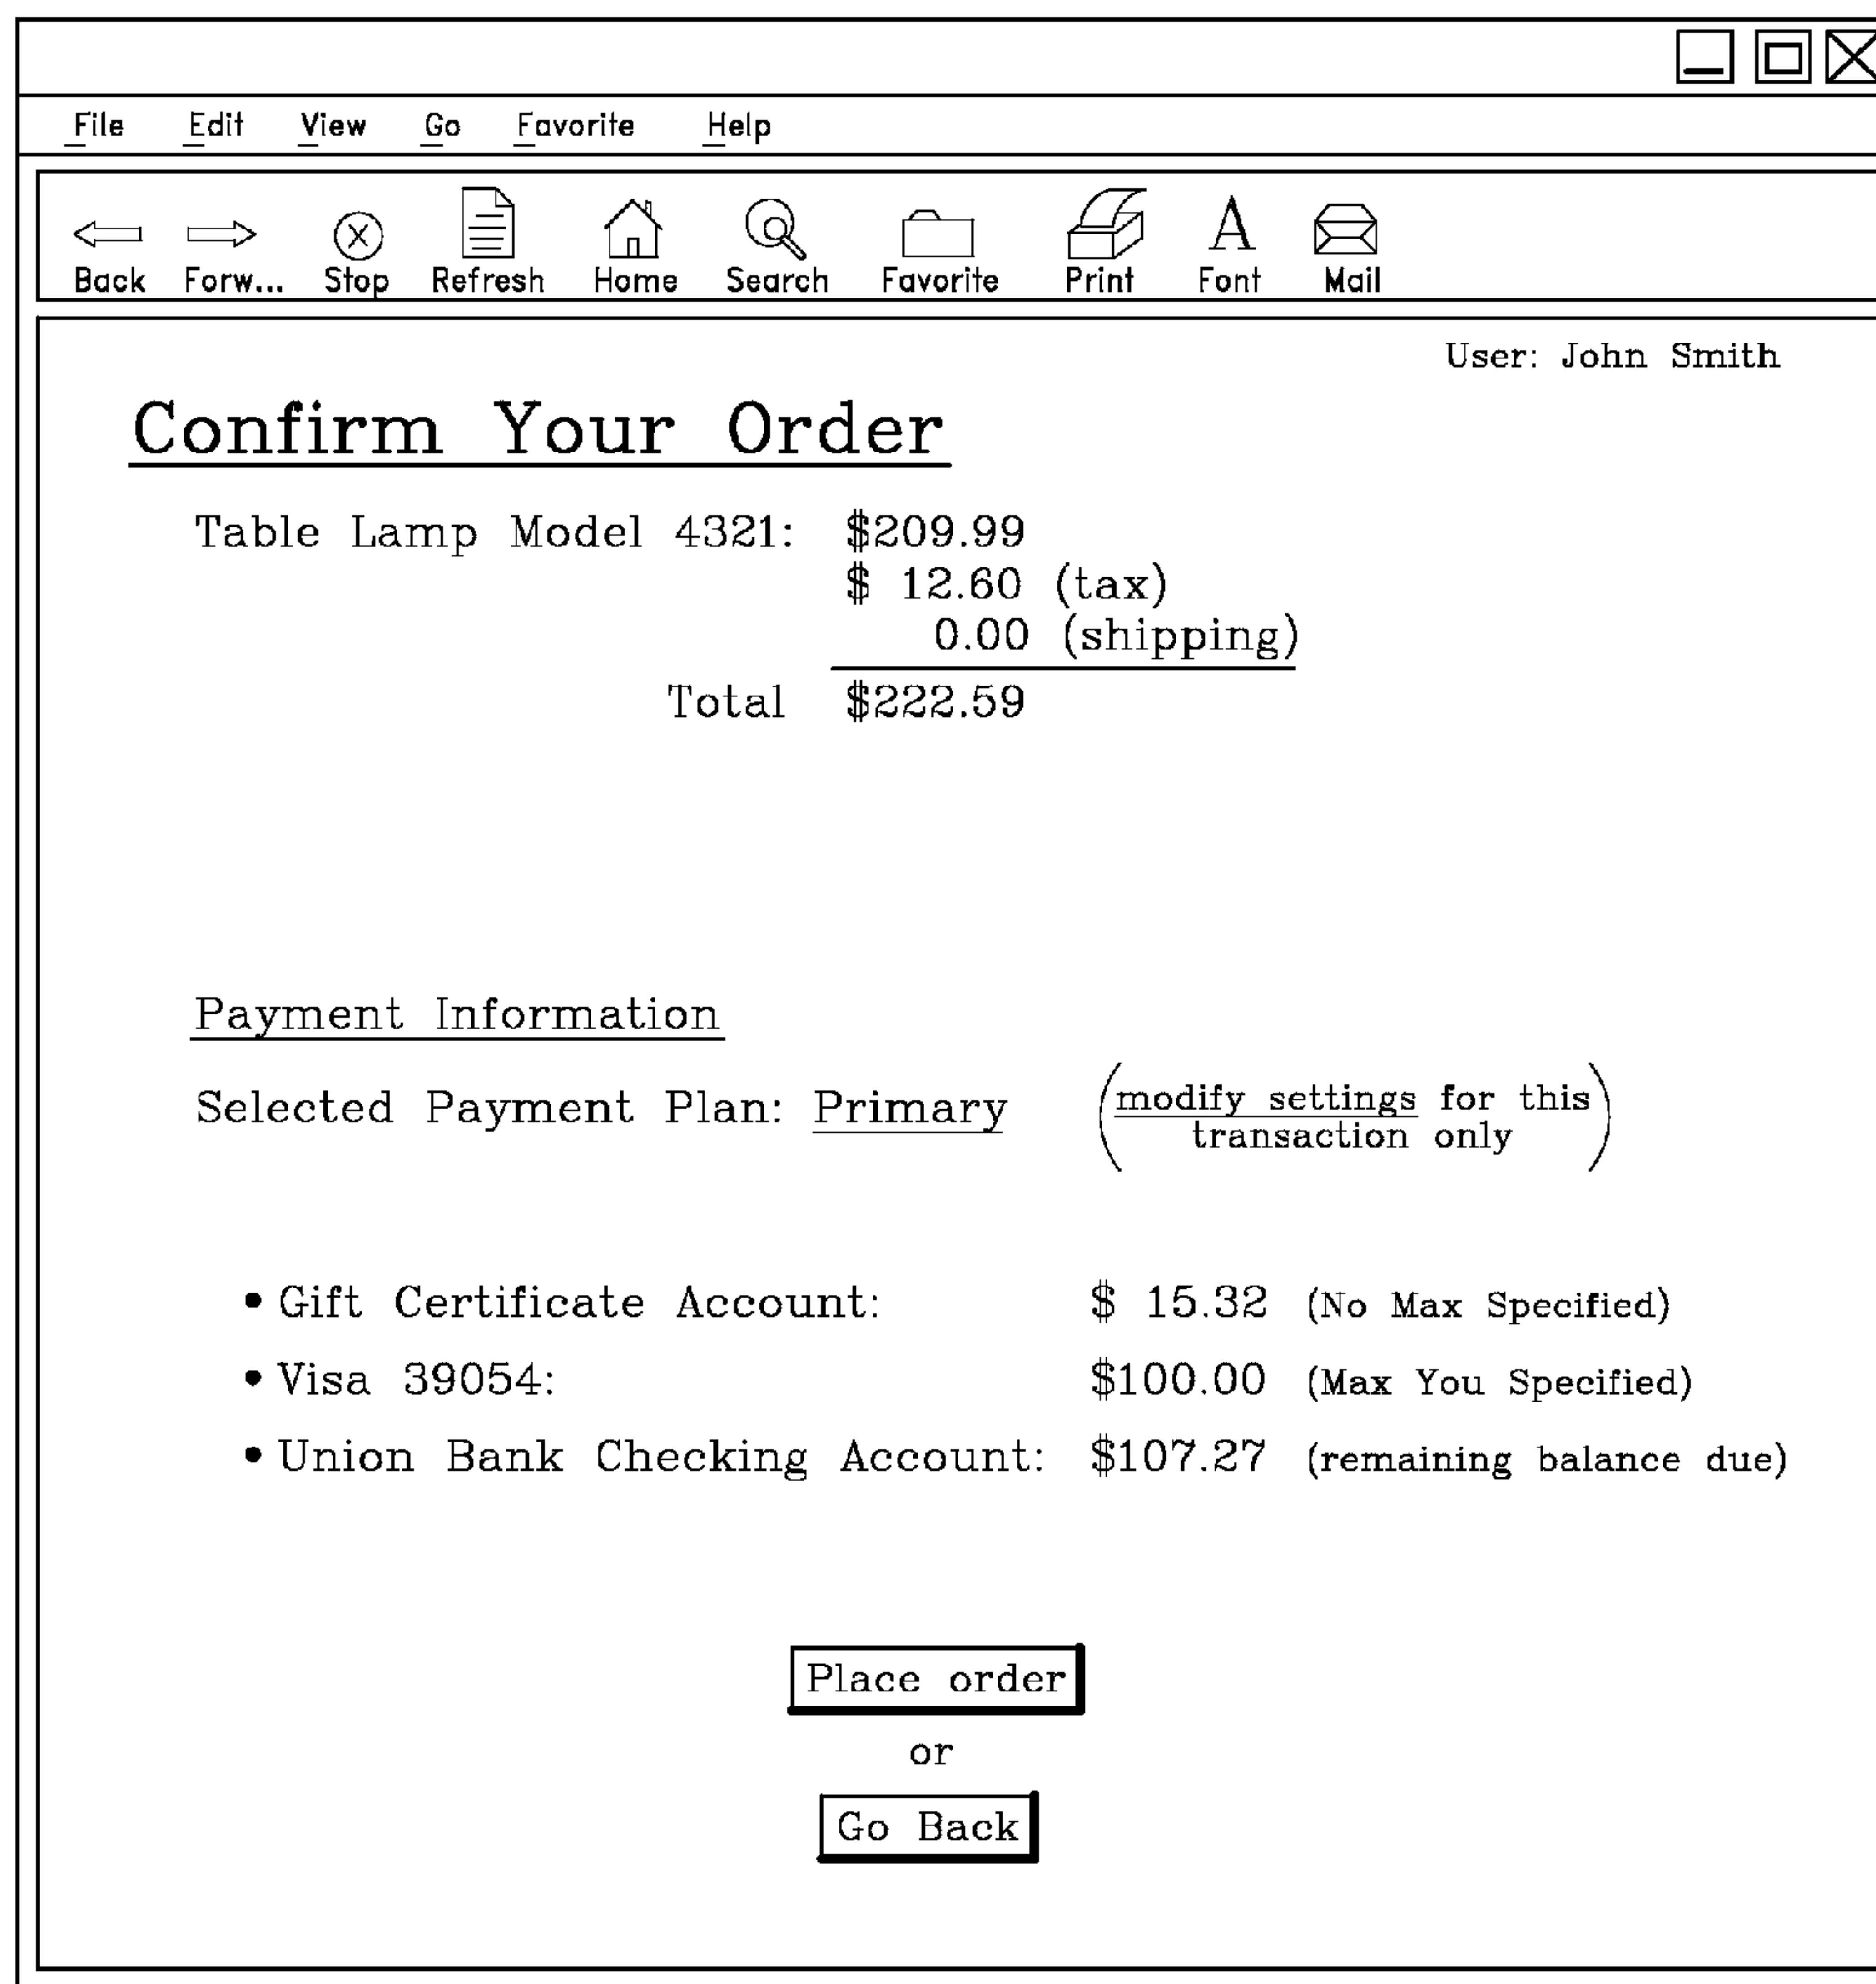 File Edit View Go Favorite Help
Back Forw... Stop Refresh Home Search Favorite Print Font Mail
User: John Smith
Confirm Your Order
Table Lamp Model 4321: $209.99
$ 12.60 (tax)
0.00 (shipping)
Total $222.59
Payment Information
Selected Payment Plan: Primary (modify settings for this
transaction only)
• Gift Certificate Account: $ 15.32 (No Max Specified)
• Visa 39054: $100.00 (Max You Specified)
• Union Bank Checking Account: $107.27 (remaining balance due)
Place order
or
Go Back